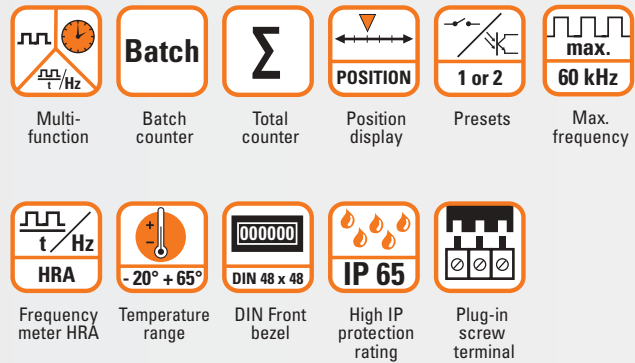 t/Hz
Multi-
function
Batch
Batch
counter
Σ
Total
counter
POSITION
Position
display
1 or 2
Presets
max.
60 kHz
Max.
frequency
t/Hz
HRA
Frequency
meter HRA
+
−
- 20° + 65°
Temperature
range
000000
DIN 48 x 48
DIN Front
bezel
IP 65
High IP
protection
rating
Plug-in
screw
terminal